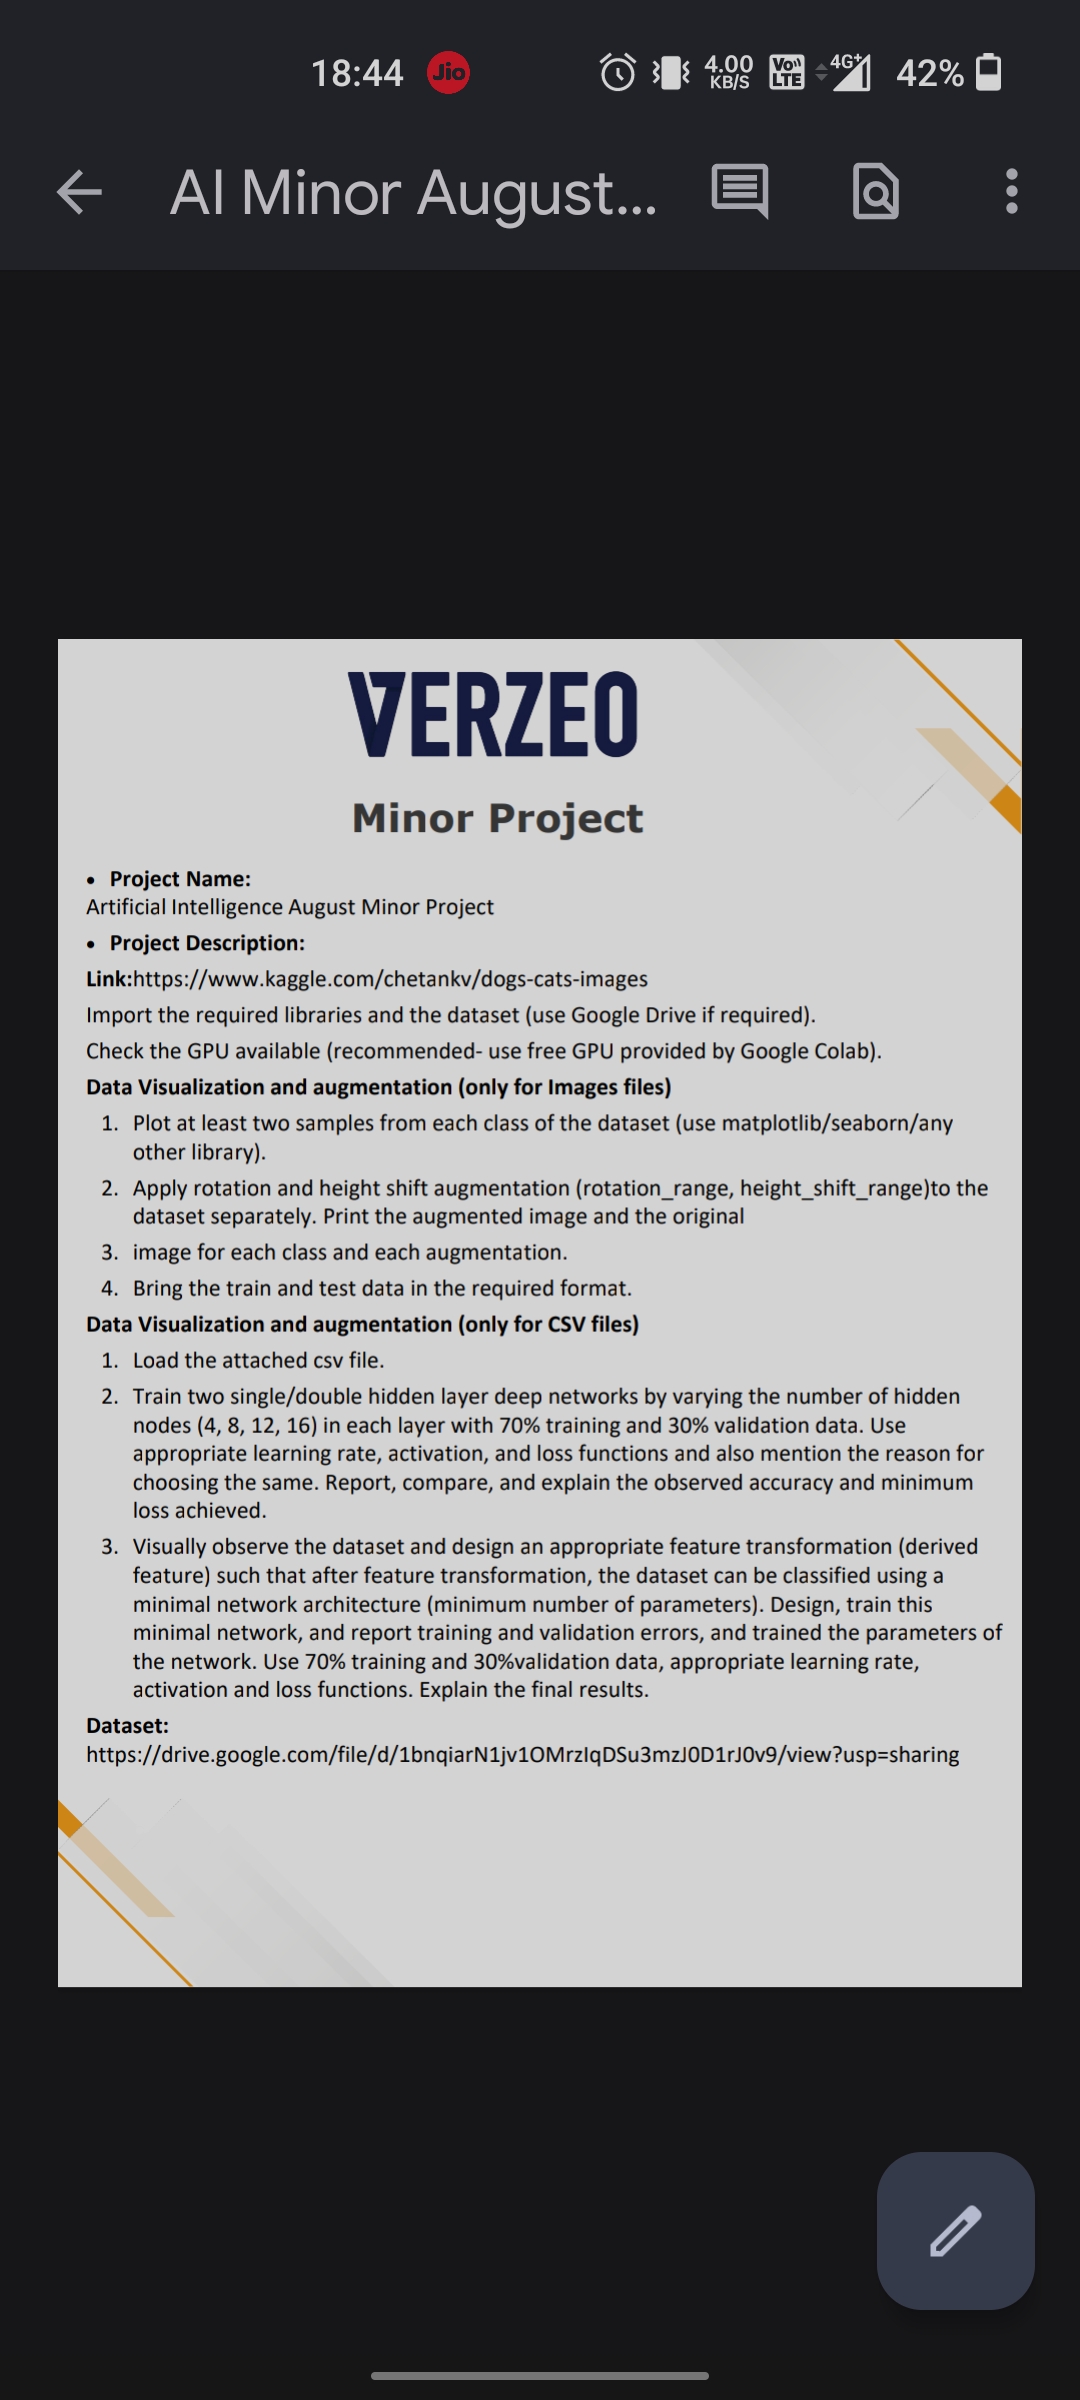 18:44 Jio 4.00 KB/S VoLTE 4G+ 42%
AI Minor August...
VERZEO
Minor Project
• Project Name:
Artificial Intelligence August Minor Project
• Project Description:
Link:https://www.kaggle.com/chetankv/dogs-cats-images
Import the required libraries and the dataset (use Google Drive if required).
Check the GPU available (recommended- use free GPU provided by Google Colab).
Data Visualization and augmentation (only for Images files)
1. Plot at least two samples from each class of the dataset (use matplotlib/seaborn/any
other library).
2. Apply rotation and height shift augmentation (rotation_range, height_shift_range)to the
dataset separately. Print the augmented image and the original
3. image for each class and each augmentation.
4. Bring the train and test data in the required format.
Data Visualization and augmentation (only for CSV files)
1. Load the attached csv file.
2. Train two single/double hidden layer deep networks by varying the number of hidden
nodes (4, 8, 12, 16) in each layer with 70% training and 30% validation data. Use
appropriate learning rate, activation, and loss functions and also mention the reason for
choosing the same. Report, compare, and explain the observed accuracy and minimum
loss achieved.
3. Visually observe the dataset and design an appropriate feature transformation (derived
feature) such that after feature transformation, the dataset can be classified using a
minimal network architecture (minimum number of parameters). Design, train this
minimal network, and report training and validation errors, and trained the parameters of
the network. Use 70% training and 30%validation data, appropriate learning rate,
activation and loss functions. Explain the final results.
Dataset:
https://drive.google.com/file/d/1bnqiarN1jv1OMrzIqDSu3mzJ0D1rJ0v9/view?usp=sharing